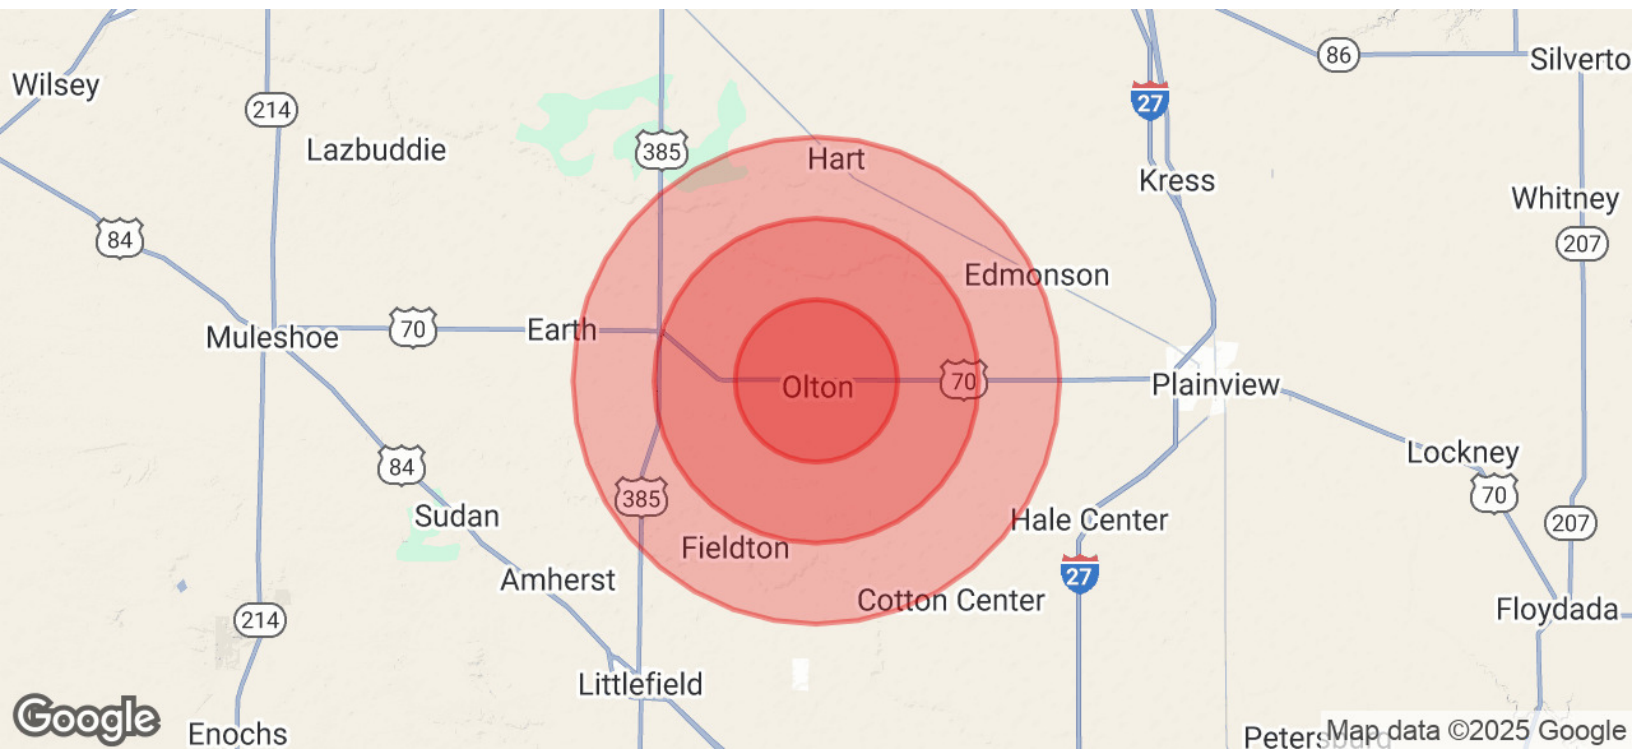 86
Silverto
Wilsey
27
214
Lazbuddie
385
Hart
Kress
Whitney
84
207
Edmonson
Muleshoe
70
Earth
Olton
70
Plainview
Lockney
84
385
70
Sudan
Hale Center
207
Fieldton
27
Amherst
Cotton Center
Floydada
214
Littlefield
Google
Enochs
Petersburg
Map data ©2025 Google